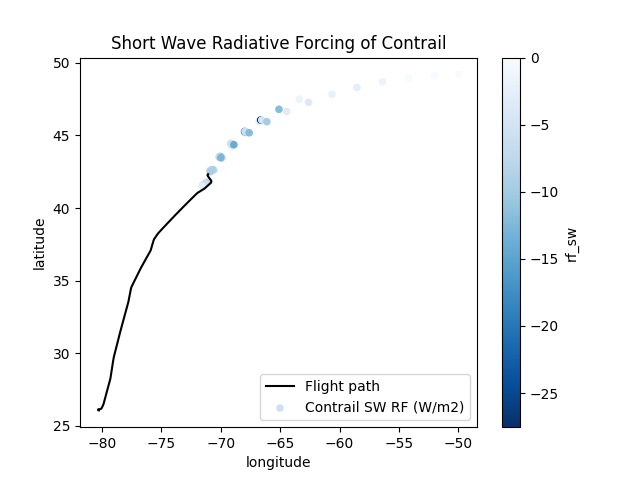 Short Wave Radiative Forcing of Contrail
50
45
40
35
30
25
latitude
−80 −75 −70 −65 −60 −55 −50
longitude
Flight path
Contrail SW RF (W/m2)
0
−5
−10
−15
−20
−25
rf_sw